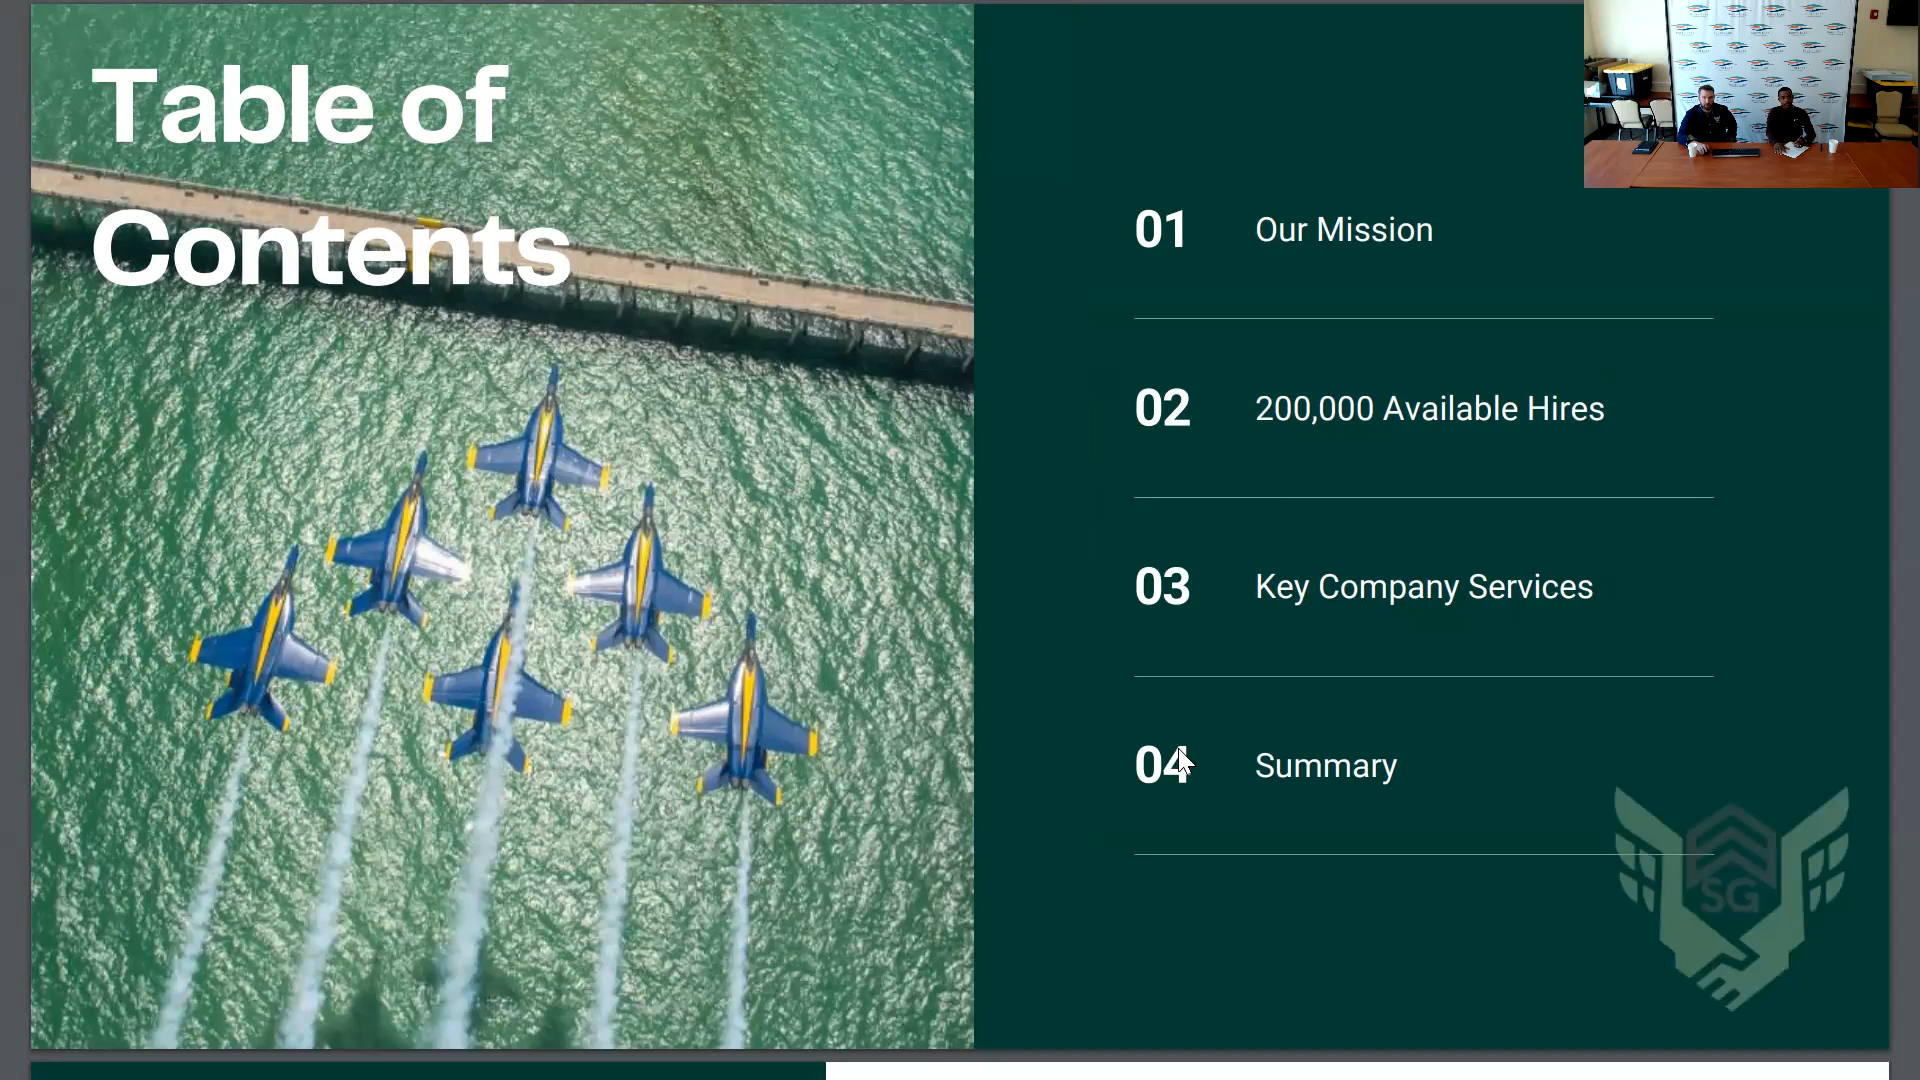 Table of
Contents
01 Our Mission
02 200,000 Available Hires
03 Key Company Services
04 Summary
SG